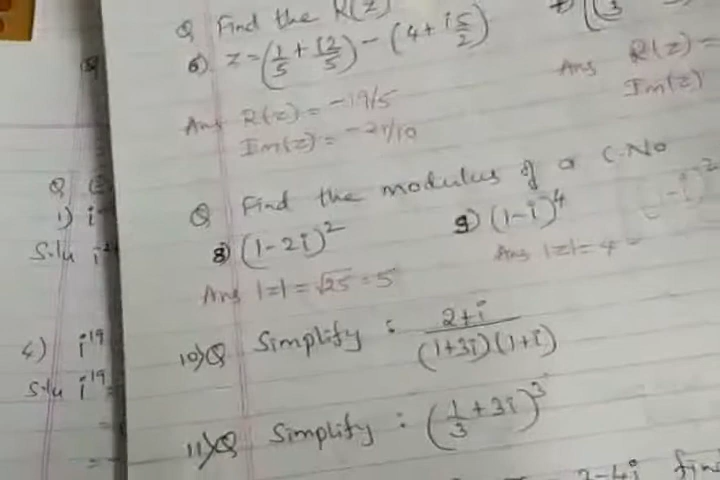 Q Find the R(z)
6) z = (1/5 + i2/5) - (4 + i5/2)
Ans R(z) = -19/5
Im(z) = -21/10
Ans R(z) =
Im(z)
Q Find the modulus of a C.No
8) (1-2i)²
9) (1-i)⁴
Ans |z| = √25 = 5
Ans |z| = 4
10) Q Simplify : (2+i)/((1+3i)(1+i))
11) Q Simplify : (1/3 + 3i)³
Q
1) i
Solu
4) i¹⁹
Solu i¹⁹ =
=
=